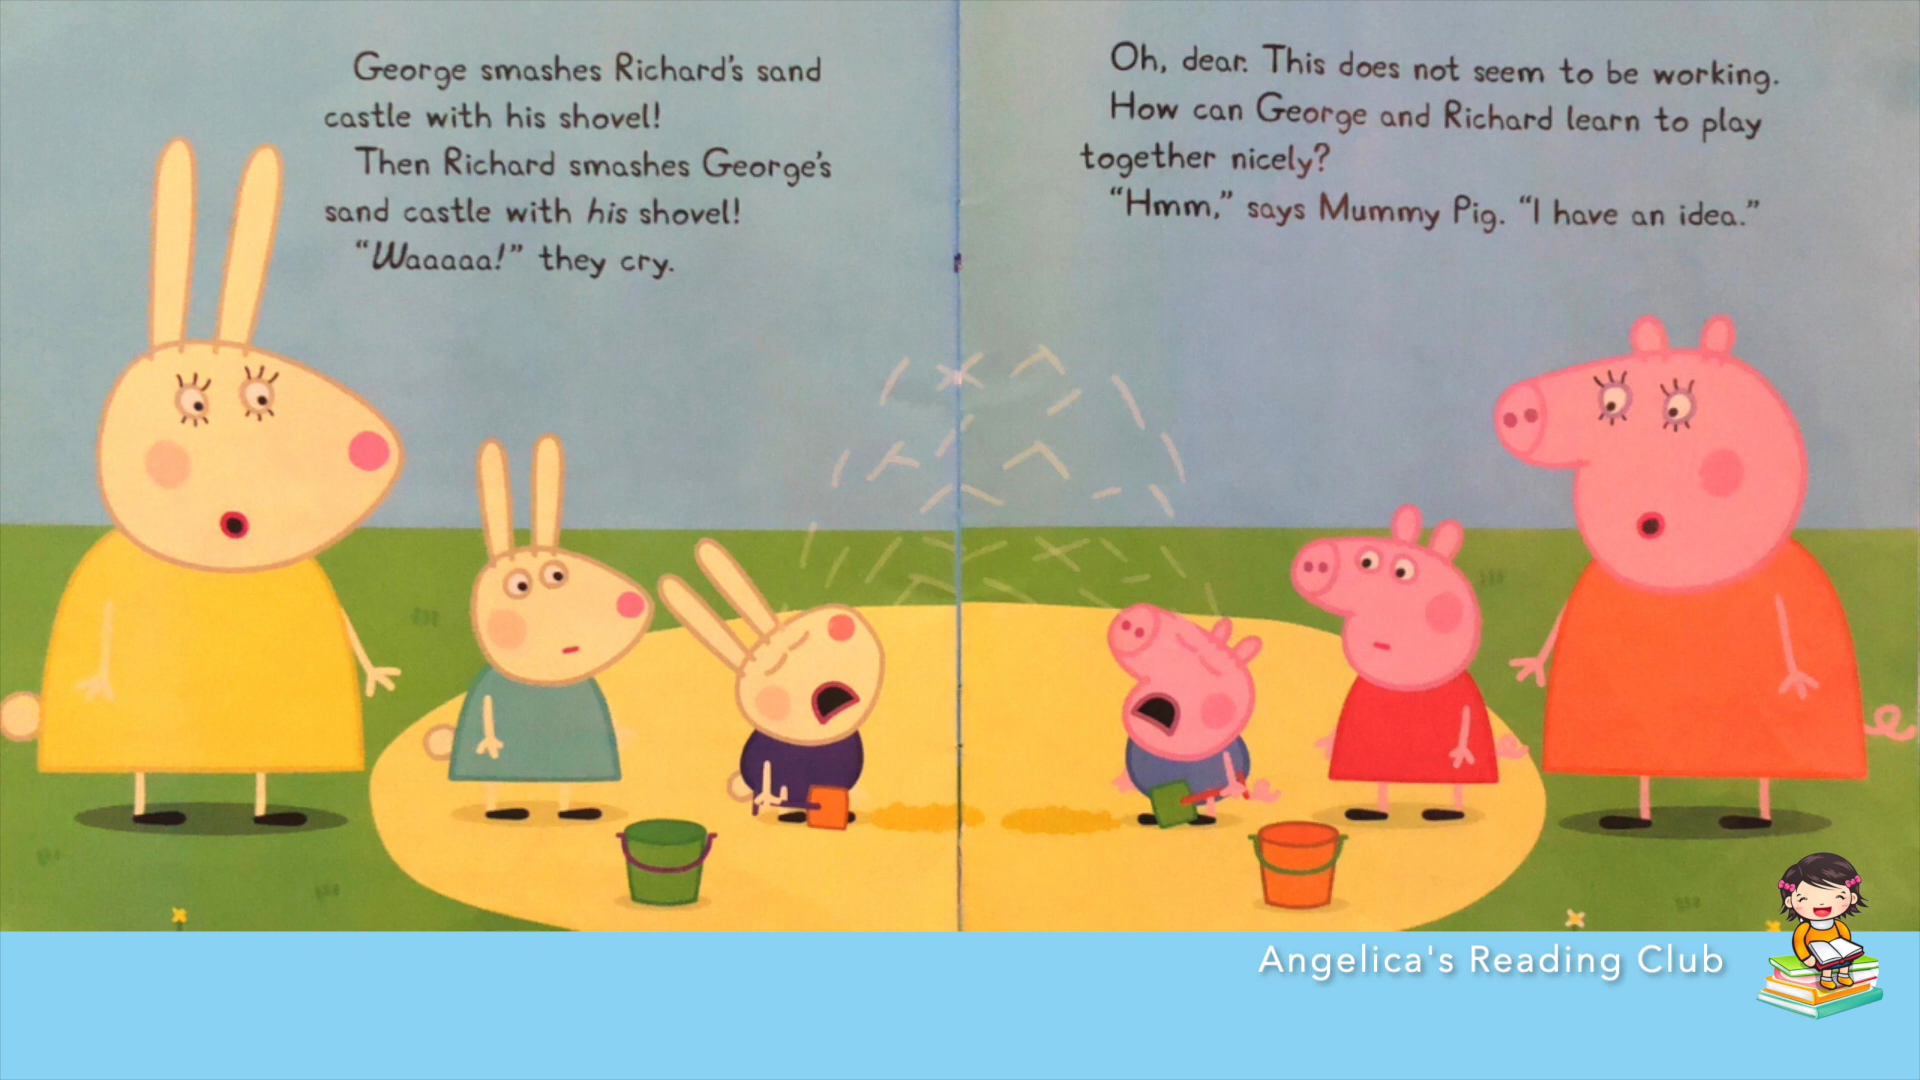 George smashes Richard's sand
castle with his shovel!
Then Richard smashes George's
sand castle with his shovel!
“Waaaaa!” they cry.
Oh, dear. This does not seem to be working.
How can George and Richard learn to play
together nicely?
“Hmm,” says Mummy Pig. “I have an idea.”
Angelica's Reading Club